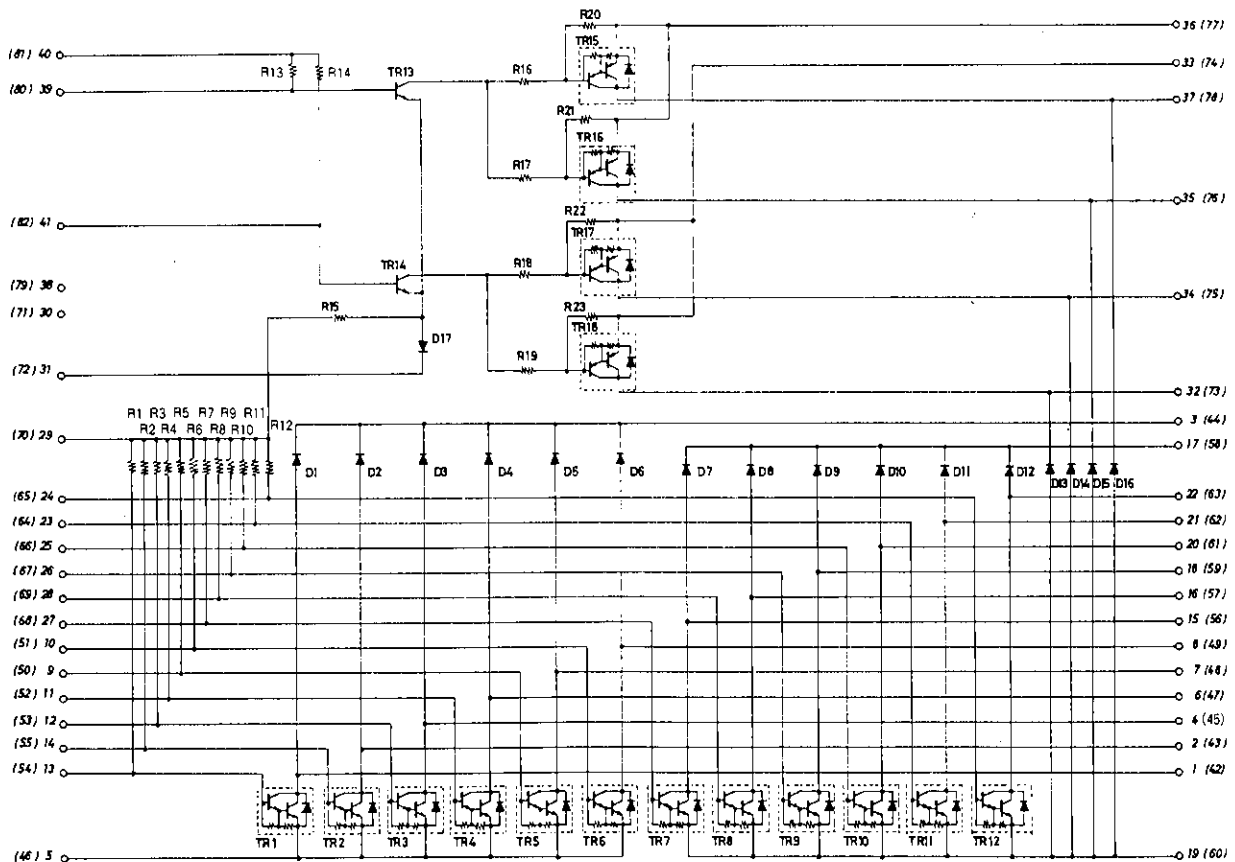 R20
36 (77)
TR15
(81) 40
R13
R14
TR13
R16
33 (74)
(80) 39
37 (78)
R21
TR16
R17
35 (76)
R22
(82) 41
TR17
TR14
R18
(79) 38
34 (75)
(71) 30
R15
R23
TR18
D17
R19
(72) 31
32 (73)
R1 R3 R5 R7 R9 R11
R2 R4 R6 R8 R10 R12
3 (44)
(70) 29
17 (58)
D1 D2 D3 D4 D5 D6 D7 D8 D9 D10 D11 D12 D13 D14 D15 D16
(65) 24
22 (63)
(64) 23
21 (62)
(66) 25
20 (61)
(67) 26
18 (59)
(69) 28
16 (57)
(68) 27
15 (56)
(51) 10
8 (49)
(50) 9
7 (48)
(52) 11
6 (47)
(53) 12
4 (45)
(55) 14
2 (43)
(54) 13
1 (42)
TR1 TR2 TR3 TR4 TR5 TR6 TR7 TR8 TR9 TR10 TR11 TR12
(46) 5
19 (60)